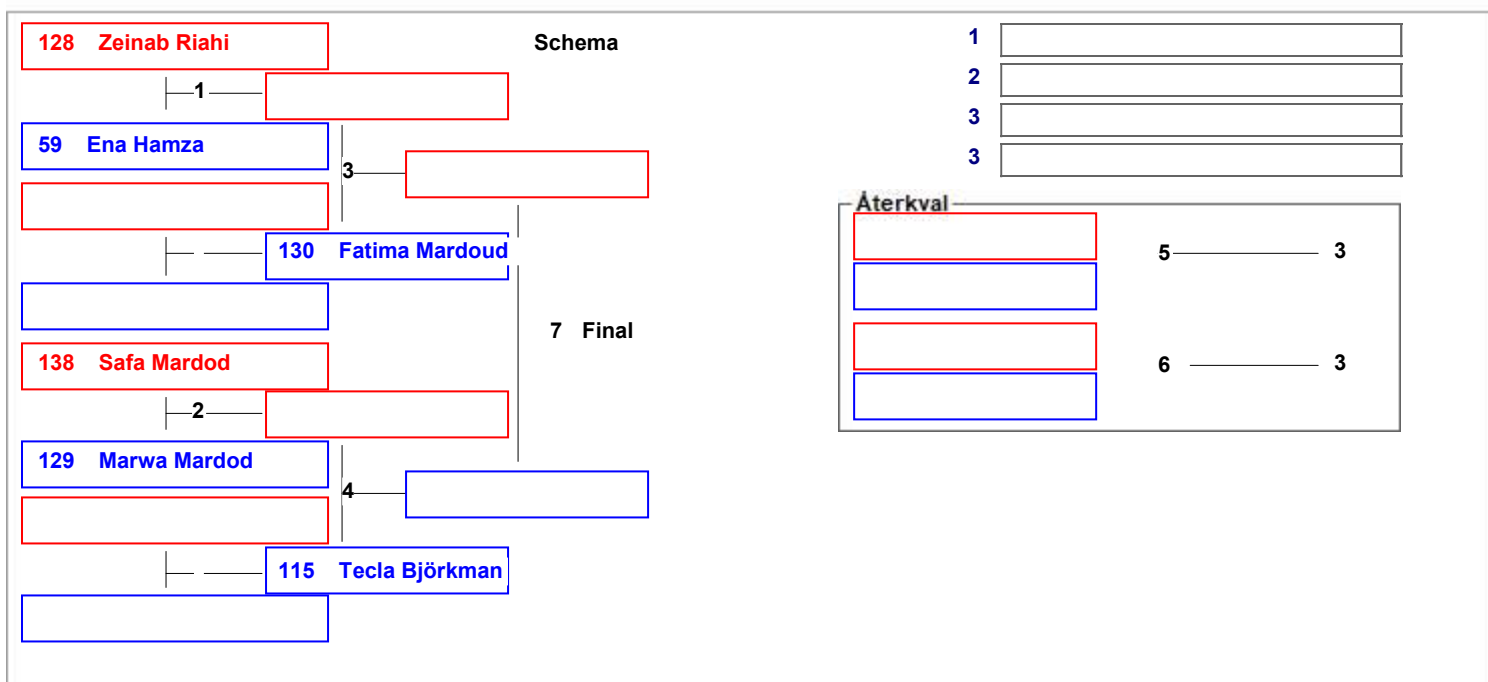 128 Zeinab Riahi
Schema
1
59 Ena Hamza
3
130 Fatima Mardoud
7 Final
138 Safa Mardod
2
129 Marwa Mardod
4
115 Tecla Björkman
1
2
3
3
Återkval
5 3
6 3